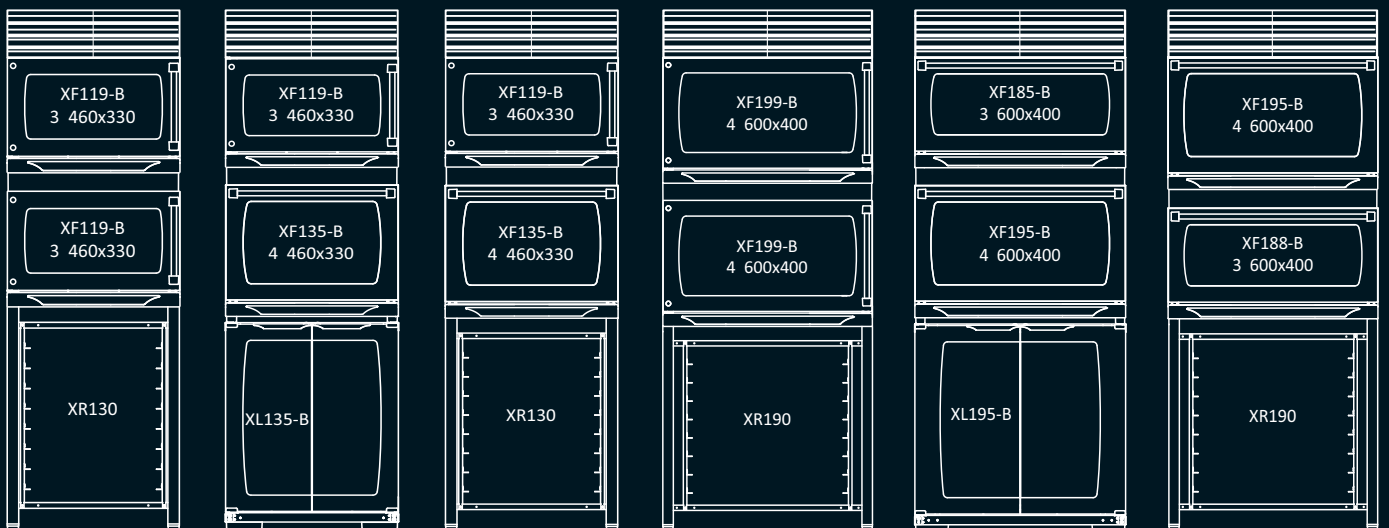 XF119-B
3 460x330
XF119-B
3 460x330
XR130
XF119-B
3 460x330
XF135-B
4 460x330
XL135-B
XF119-B
3 460x330
XF135-B
4 460x330
XR130
XF199-B
4 600x400
XF199-B
4 600x400
XR190
XF185-B
3 600x400
XF195-B
4 600x400
XL195-B
XF195-B
4 600x400
XF188-B
3 600x400
XR190